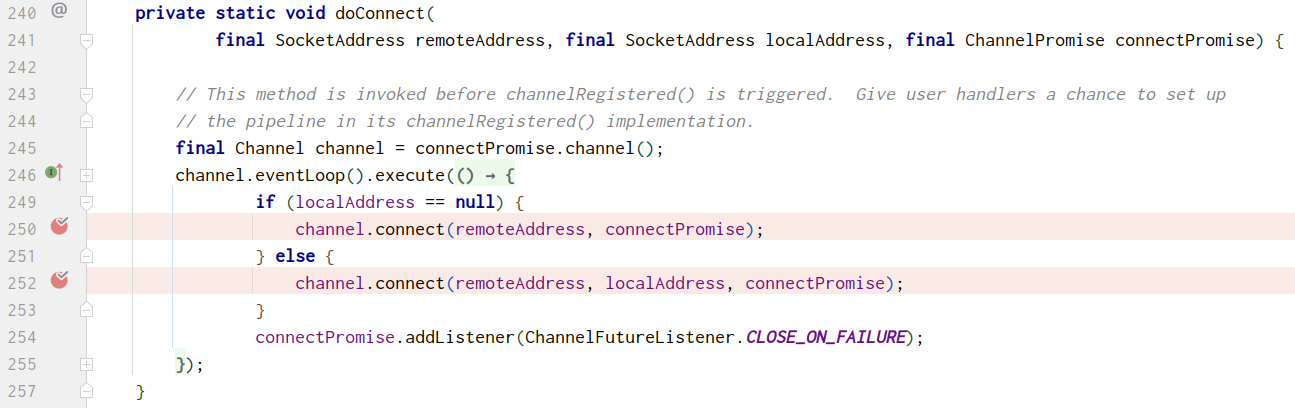 240 @ private static void doConnect(
241 final SocketAddress remoteAddress, final SocketAddress localAddress, final ChannelPromise connectPromise) {
242
243 // This method is invoked before channelRegistered() is triggered.  Give user handlers a chance to set up
244 // the pipeline in its channelRegistered() implementation.
245 final Channel channel = connectPromise.channel();
246 channel.eventLoop().execute(() → {
249 if (localAddress == null) {
250 channel.connect(remoteAddress, connectPromise);
251 } else {
252 channel.connect(remoteAddress, localAddress, connectPromise);
253 }
254 connectPromise.addListener(ChannelFutureListener.CLOSE_ON_FAILURE);
255 });
257 }